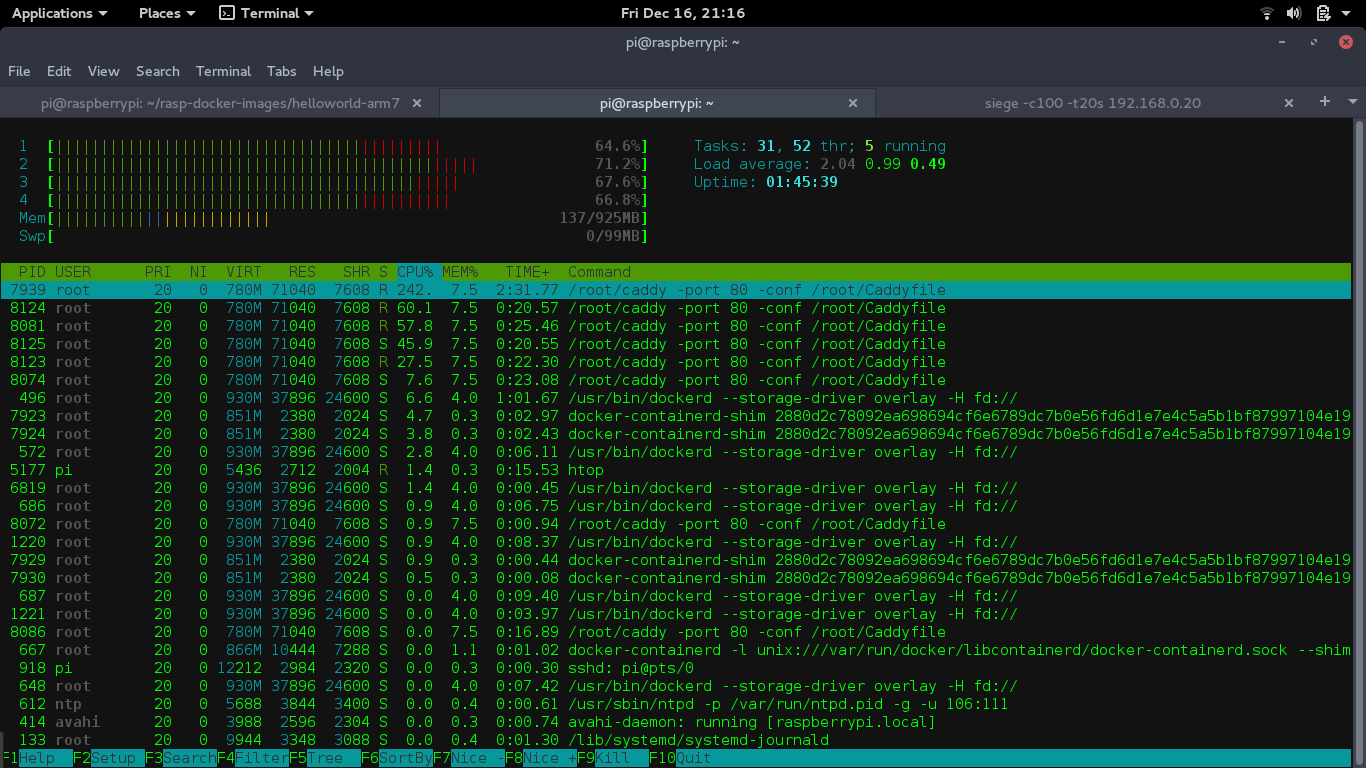 Applications Places Terminal Fri Dec 16, 21:16
pi@raspberrypi: ~
File Edit View Search Terminal Tabs Help
pi@raspberrypi: ~/rasp-docker-images/helloworld-arm7 × pi@raspberrypi: ~ × siege -c100 -t20s 192.168.0.20 × +
1 [||||||||||||||||||||||||||||||||||||||||||| 64.6%] Tasks: 31, 52 thr; 5 running
2 [||||||||||||||||||||||||||||||||||||||||||||||| 71.2%] Load average: 2.04 0.99 0.49
3 [||||||||||||||||||||||||||||||||||||||||||||| 67.6%] Uptime: 01:45:39
4 [|||||||||||||||||||||||||||||||||||||||||||| 66.8%]
Mem[|||||||||||||||||||||||| 137/925MB]
Swp[ 0/99MB]
PID USER PRI NI VIRT RES SHR S CPU% MEM% TIME+ Command
7939 root 20 0 780M 71040 7608 R 242. 7.5 2:31.77 /root/caddy -port 80 -conf /root/Caddyfile
8124 root 20 0 780M 71040 7608 R 60.1 7.5 0:20.57 /root/caddy -port 80 -conf /root/Caddyfile
8081 root 20 0 780M 71040 7608 R 57.8 7.5 0:25.46 /root/caddy -port 80 -conf /root/Caddyfile
8125 root 20 0 780M 71040 7608 S 45.9 7.5 0:20.55 /root/caddy -port 80 -conf /root/Caddyfile
8123 root 20 0 780M 71040 7608 R 27.5 7.5 0:22.30 /root/caddy -port 80 -conf /root/Caddyfile
8074 root 20 0 780M 71040 7608 S 7.6 7.5 0:23.08 /root/caddy -port 80 -conf /root/Caddyfile
496 root 20 0 930M 37896 24600 S 6.6 4.0 1:01.67 /usr/bin/dockerd --storage-driver overlay -H fd://
7923 root 20 0 851M 2380 2024 S 4.7 0.3 0:02.97 docker-containerd-shim 2880d2c78092ea698694cf6e6789dc7b0e56fd6d1e7e4c5a5b1bf87997104e19
7924 root 20 0 851M 2380 2024 S 3.8 0.3 0:02.43 docker-containerd-shim 2880d2c78092ea698694cf6e6789dc7b0e56fd6d1e7e4c5a5b1bf87997104e19
572 root 20 0 930M 37896 24600 S 2.8 4.0 0:06.11 /usr/bin/dockerd --storage-driver overlay -H fd://
5177 pi 20 0 5436 2712 2004 R 1.4 0.3 0:15.53 htop
6819 root 20 0 930M 37896 24600 S 1.4 4.0 0:00.45 /usr/bin/dockerd --storage-driver overlay -H fd://
686 root 20 0 930M 37896 24600 S 0.9 4.0 0:06.75 /usr/bin/dockerd --storage-driver overlay -H fd://
8072 root 20 0 780M 71040 7608 S 0.9 7.5 0:00.94 /root/caddy -port 80 -conf /root/Caddyfile
1220 root 20 0 930M 37896 24600 S 0.9 4.0 0:08.37 /usr/bin/dockerd --storage-driver overlay -H fd://
7929 root 20 0 851M 2380 2024 S 0.9 0.3 0:00.44 docker-containerd-shim 2880d2c78092ea698694cf6e6789dc7b0e56fd6d1e7e4c5a5b1bf87997104e19
7930 root 20 0 851M 2380 2024 S 0.5 0.3 0:00.08 docker-containerd-shim 2880d2c78092ea698694cf6e6789dc7b0e56fd6d1e7e4c5a5b1bf87997104e19
687 root 20 0 930M 37896 24600 S 0.0 4.0 0:09.40 /usr/bin/dockerd --storage-driver overlay -H fd://
1221 root 20 0 930M 37896 24600 S 0.0 4.0 0:03.97 /usr/bin/dockerd --storage-driver overlay -H fd://
8086 root 20 0 780M 71040 7608 S 0.0 7.5 0:16.89 /root/caddy -port 80 -conf /root/Caddyfile
667 root 20 0 866M 10444 7288 S 0.0 1.1 0:01.02 docker-containerd -l unix:///var/run/docker/libcontainerd/docker-containerd.sock --shim
918 pi 20 0 12212 2984 2320 S 0.0 0.3 0:00.30 sshd: pi@pts/0
648 root 20 0 930M 37896 24600 S 0.0 4.0 0:07.42 /usr/bin/dockerd --storage-driver overlay -H fd://
612 ntp 20 0 5688 3844 3400 S 0.0 0.4 0:00.61 /usr/sbin/ntpd -p /var/run/ntpd.pid -g -u 106:111
414 avahi 20 0 3988 2596 2304 S 0.0 0.3 0:00.74 avahi-daemon: running [raspberrypi.local]
133 root 20 0 9944 3348 3088 S 0.0 0.4 0:01.30 /lib/systemd/systemd-journald
F1Help F2Setup F3SearchF4FilterF5Tree F6SortByF7Nice -F8Nice +F9Kill F10Quit